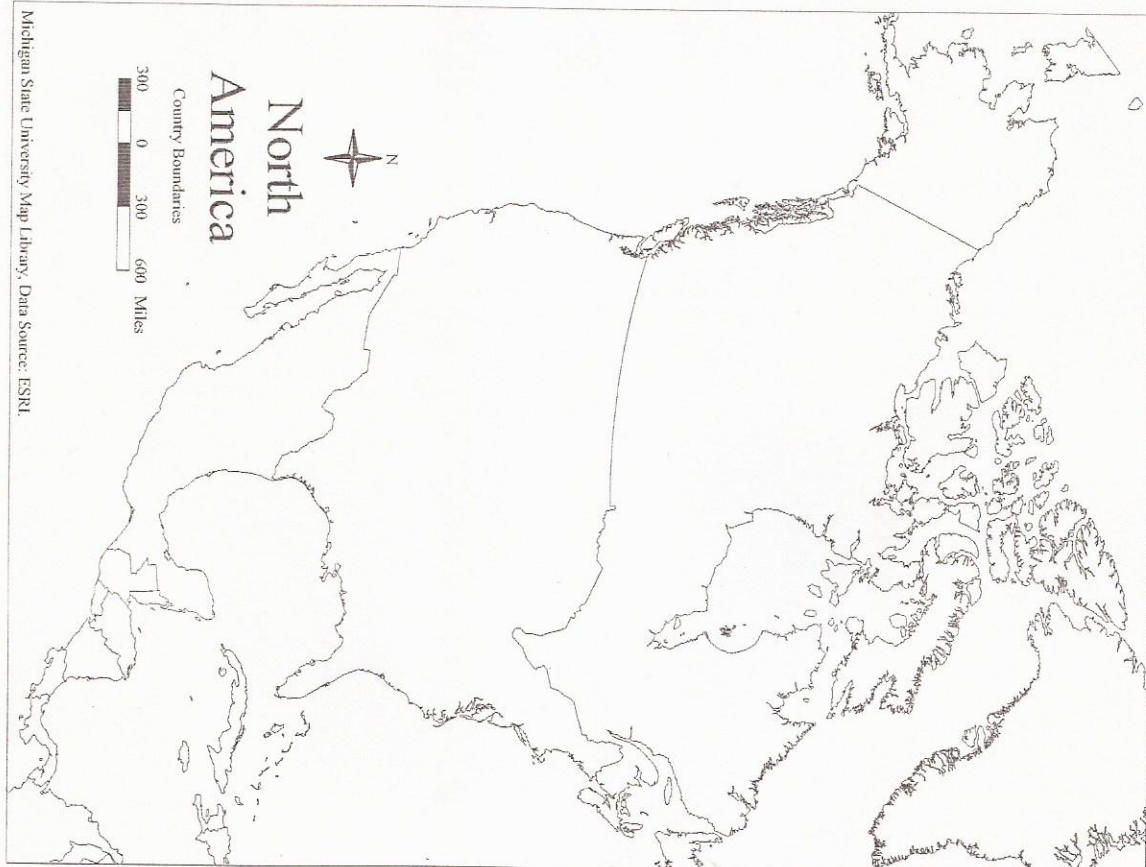 N
North
America
Country Boundaries
300 0 300 600 Miles
Michigan State University Map Library, Data Source: ESRI.